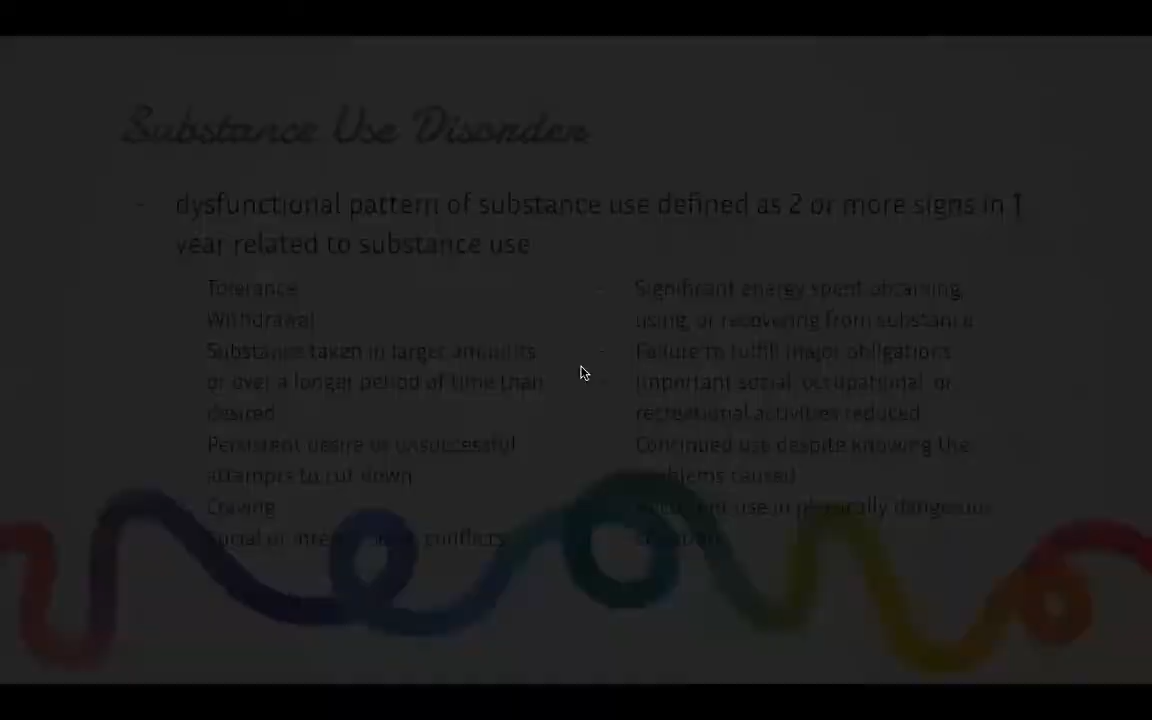 Substance Use Disorder
- dysfunctional pattern of substance use defined as 2 or more signs in 1
year related to substance use
Tolerance
Withdrawal
Substance taken in larger amounts
or over a longer period of time than
desired
Persistent desire or unsuccessful
attempts to cut down
Craving
Social or conflicts
- Significant energy spent obtaining,
using, or recovering from substance
- Failure to fulfill major obligations
- Important social, occupational, or
recreational activities reduced
Continued use despite knowing the
problems caused
use in physically dangerous